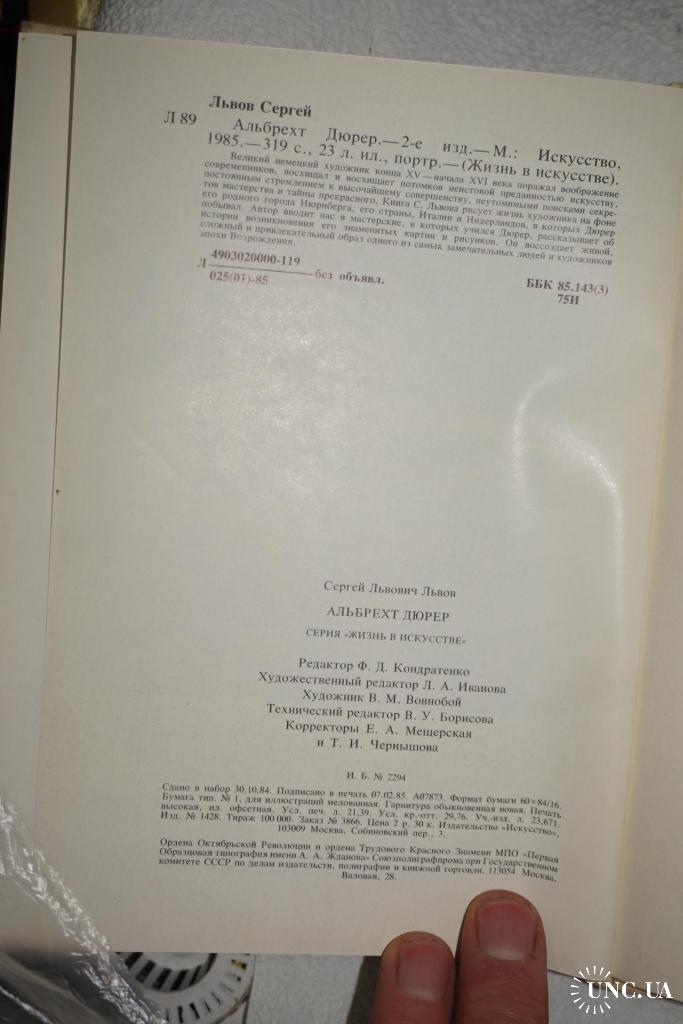 Львов Сергей
Л 89 Альбрехт Дюрер.— 2-е изд.— М.: Искусство,
1985.— 319 с., 23 л. ил., портр.— (Жизнь в искусстве).
Великий немецкий художник конца XV — начала XVI века поражал воображение
современников, восхищал и восхищает потомков неистовой преданностью искусству,
постоянным стремлением к высочайшему совершенству, неутомимыми поисками секре-
тов мастерства и тайны прекрасного. Книга С. Львова рисует жизнь художника на фоне
его родного города Нюрнберга, его страны, Италии и Нидерландов, в которых Дюрер
побывал. Автор вводит нас в мастерские, в которых учился Дюрер, рассказывает об
истории возникновения его знаменитых картин и рисунков. Он воссоздает живой,
сложный и привлекательный образ одного из самых замечательных людей и художников
эпохи Возрождения.
Л 4903020000-119 без объявл.
025(01)-85
ББК 85.143(3)
75И
Сергей Львович Львов
АЛЬБРЕХТ ДЮРЕР
СЕРИЯ «ЖИЗНЬ В ИСКУССТВЕ»
Редактор Ф. Д. Кондратенко
Художественный редактор Л. А. Иванова
Художник В. М. Вовнобой
Технический редактор В. У. Борисова
Корректоры Е. А. Мещерская
и Т. И. Чернышова
И. Б. № 2294
Сдано в набор 30.10.84. Подписано в печать 07.02.85. А07873. Формат бумаги 60×84/16.
Бумага тип. № 1, для иллюстраций мелованная. Гарнитура обыкновенная новая. Печать
высокая, ил. офсетная. Усл. печ. л. 21,39. Усл. кр.-отт. 29,76. Уч.-изд. л. 23,671.
Изд. № 1428. Тираж 100 000. Заказ № 3866. Цена 2 р. 30 к. Издательство «Искусство»,
103009 Москва, Собиновский пер., 3.
Ордена Октябрьской Революции и ордена Трудового Красного Знамени МПО «Первая
Образцовая типография имени А. А. Жданова» Союзполиграфпрома при Государственном
комитете СССР по делам издательств, полиграфии и книжной торговли. 113054 Москва,
Валовая, 28.
UNC.UA